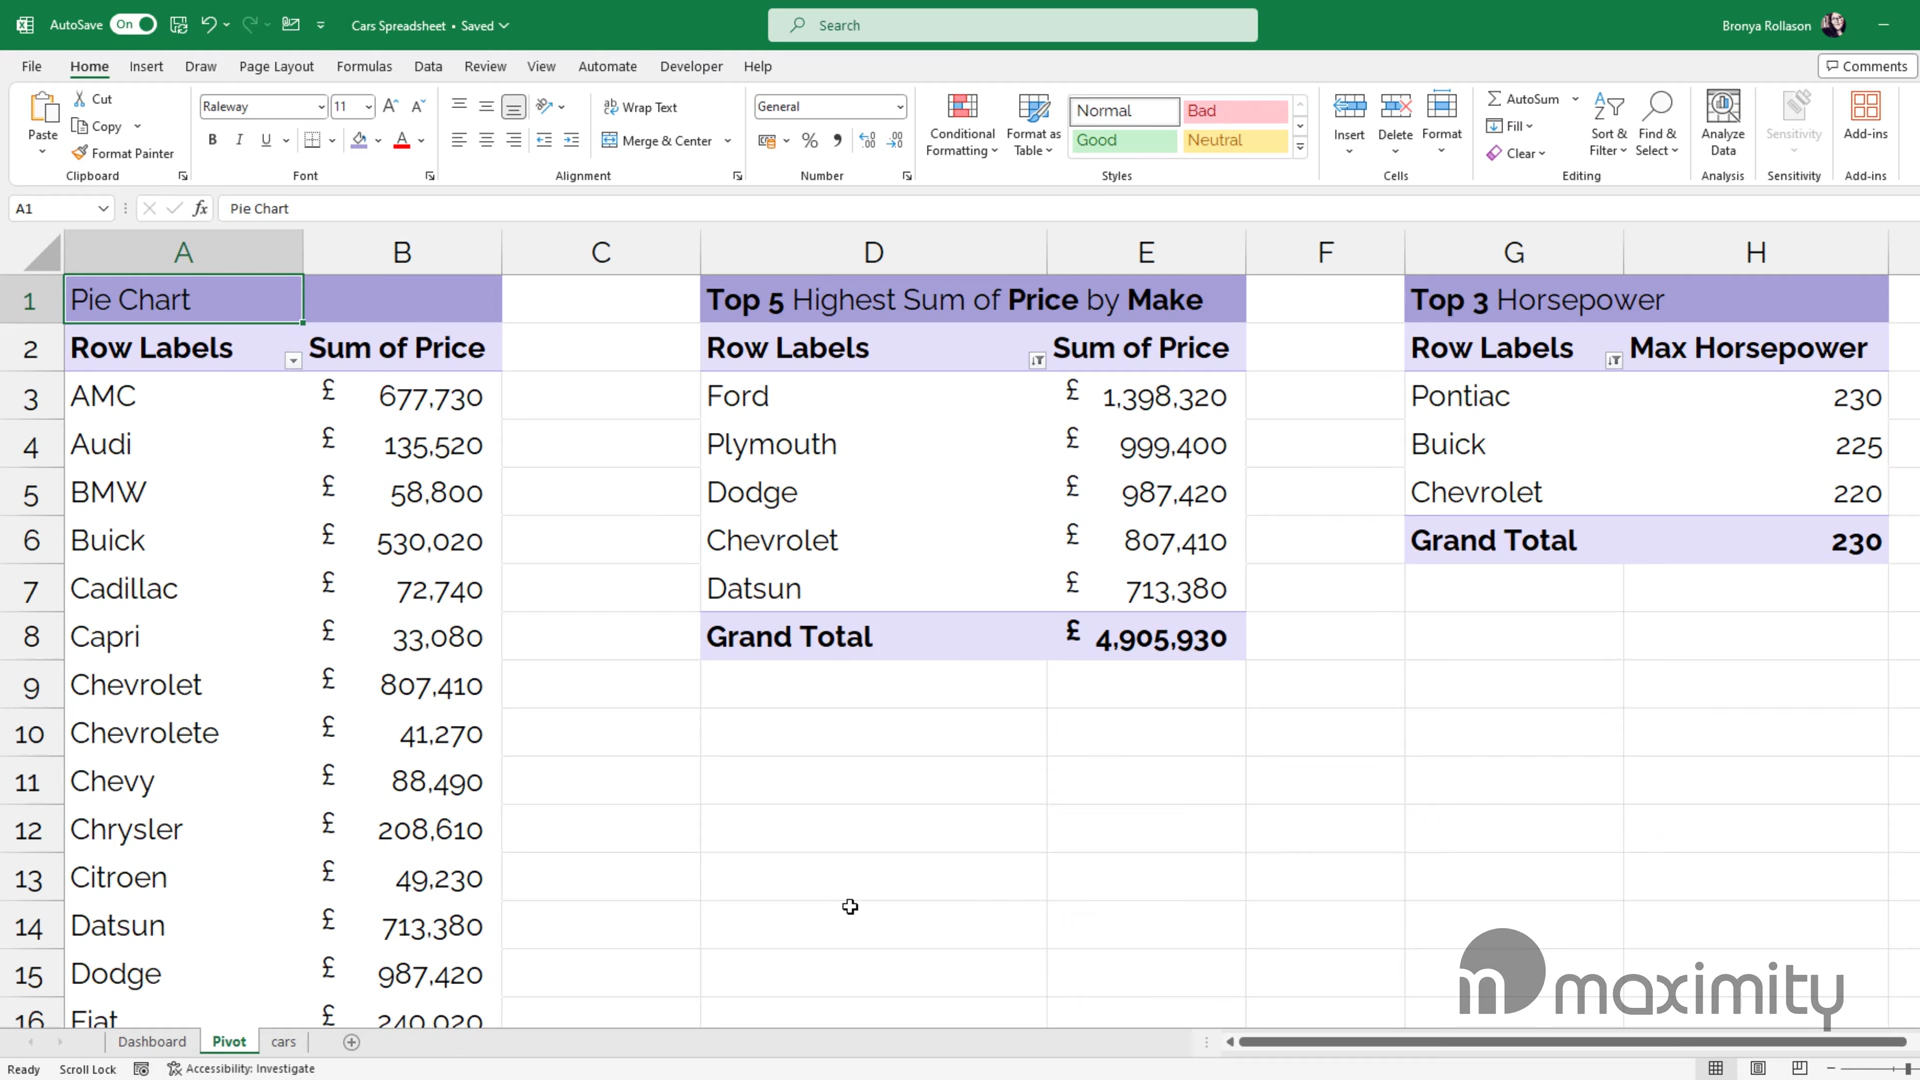 AutoSave On Cars Spreadsheet • Saved Search Bronya Rollason
File Home Insert Draw Page Layout Formulas Data Review View Automate Developer Help Comments
Paste Cut Copy Format Painter Clipboard
Raleway 11 A^ A˅ B I U A Font
ab Wrap Text Merge & Center Alignment
General % 9 Number
Conditional Formatting Format as Table Normal Bad Good Neutral Styles
Insert Delete Format Cells
AutoSum Fill Clear Sort & Filter Find & Select Editing
Analyze Data Analysis Sensitivity Sensitivity Add-ins Add-ins
A1 fx Pie Chart
A B C D E F G H
1 Pie Chart Top 5 Highest Sum of Price by Make Top 3 Horsepower
2 Row Labels Sum of Price Row Labels Sum of Price Row Labels Max Horsepower
3 AMC £ 677,730 Ford £ 1,398,320 Pontiac 230
4 Audi £ 135,520 Plymouth £ 999,400 Buick 225
5 BMW £ 58,800 Dodge £ 987,420 Chevrolet 220
6 Buick £ 530,020 Chevrolet £ 807,410 Grand Total 230
7 Cadillac £ 72,740 Datsun £ 713,380
8 Capri £ 33,080 Grand Total £ 4,905,930
9 Chevrolet £ 807,410
10 Chevrolete £ 41,270
11 Chevy £ 88,490
12 Chrysler £ 208,610
13 Citroen £ 49,230
14 Datsun £ 713,380
15 Dodge £ 987,420
16 Fiat £ 240,020
maximity
Dashboard Pivot cars
Ready Scroll Lock Accessibility: Investigate